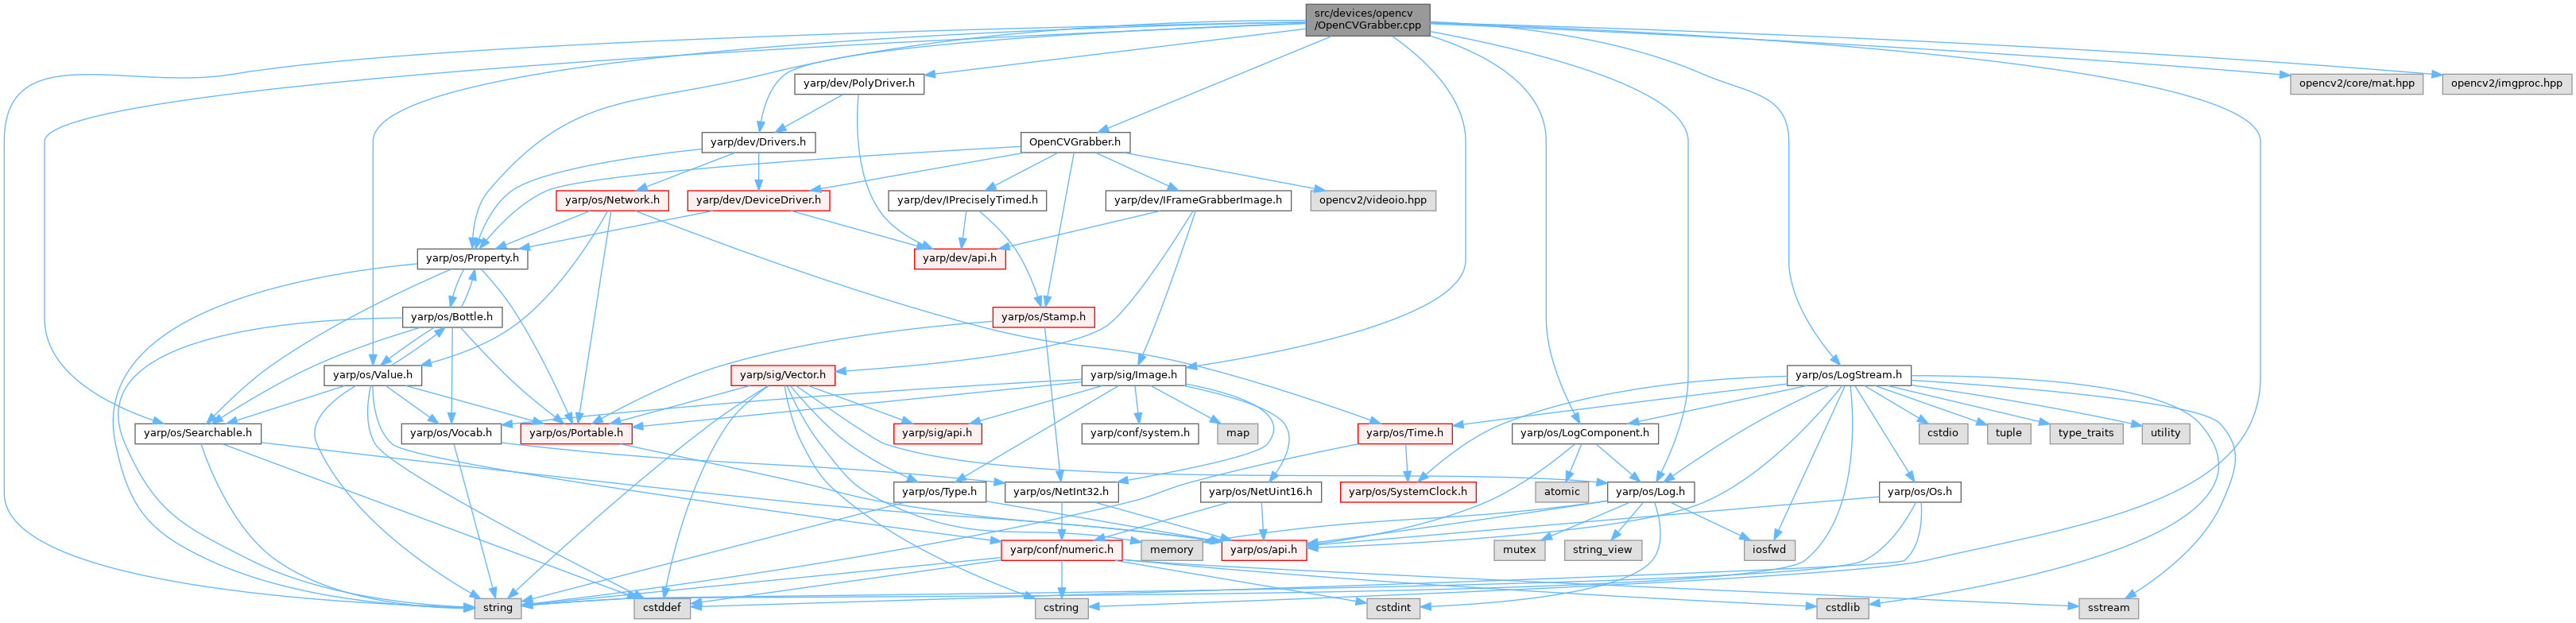 src/devices/opencv
/OpenCVGrabber.cpp
yarp/dev/PolyDriver.h
opencv2/core/mat.hpp
opencv2/imgproc.hpp
yarp/dev/Drivers.h
OpenCVGrabber.h
yarp/os/Network.h
yarp/dev/DeviceDriver.h
yarp/dev/IPreciselyTimed.h
yarp/dev/IFrameGrabberImage.h
opencv2/videoio.hpp
yarp/os/Property.h
yarp/dev/api.h
yarp/os/Bottle.h
yarp/os/Stamp.h
yarp/os/Value.h
yarp/sig/Vector.h
yarp/sig/Image.h
yarp/os/LogStream.h
yarp/os/Searchable.h
yarp/os/Vocab.h
yarp/os/Portable.h
yarp/sig/api.h
yarp/conf/system.h
map
yarp/os/Time.h
yarp/os/LogComponent.h
cstdio
tuple
type_traits
utility
yarp/os/Type.h
yarp/os/NetInt32.h
yarp/os/NetUint16.h
yarp/os/SystemClock.h
atomic
yarp/os/Log.h
yarp/os/Os.h
yarp/conf/numeric.h
memory
yarp/os/api.h
mutex
string_view
iosfwd
string
cstddef
cstring
cstdint
cstdlib
sstream